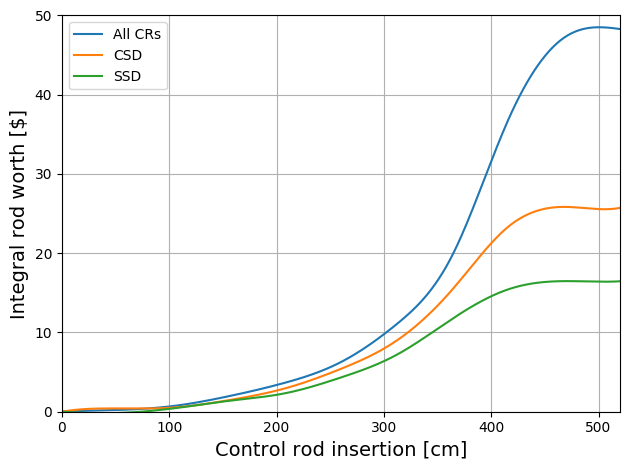 50
40
30
20
10
0
Integral rod worth [$]
All CRs
CSD
SSD
0 100 200 300 400 500
Control rod insertion [cm]